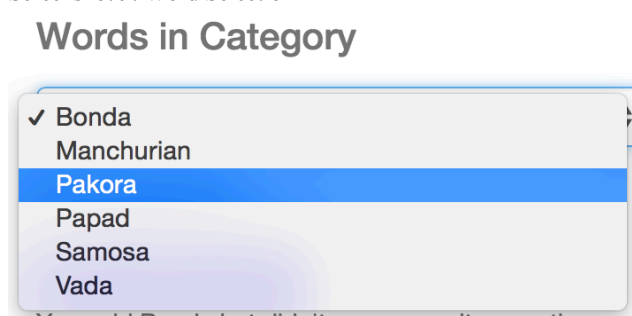 Words in Category
✓ Bonda
Manchurian
Pakora
Papad
Samosa
Vada